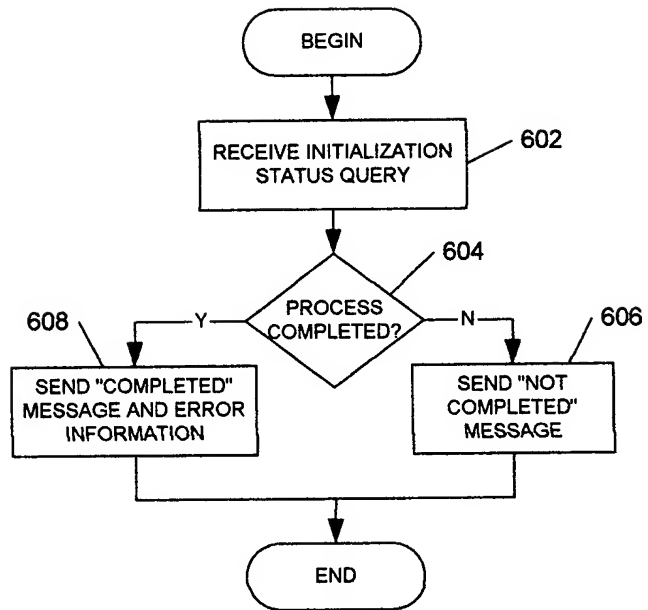 BEGIN
RECEIVE INITIALIZATION
STATUS QUERY
602
604
PROCESS
COMPLETED?
Y
N
608
606
SEND "COMPLETED"
MESSAGE AND ERROR
INFORMATION
SEND "NOT
COMPLETED"
MESSAGE
END